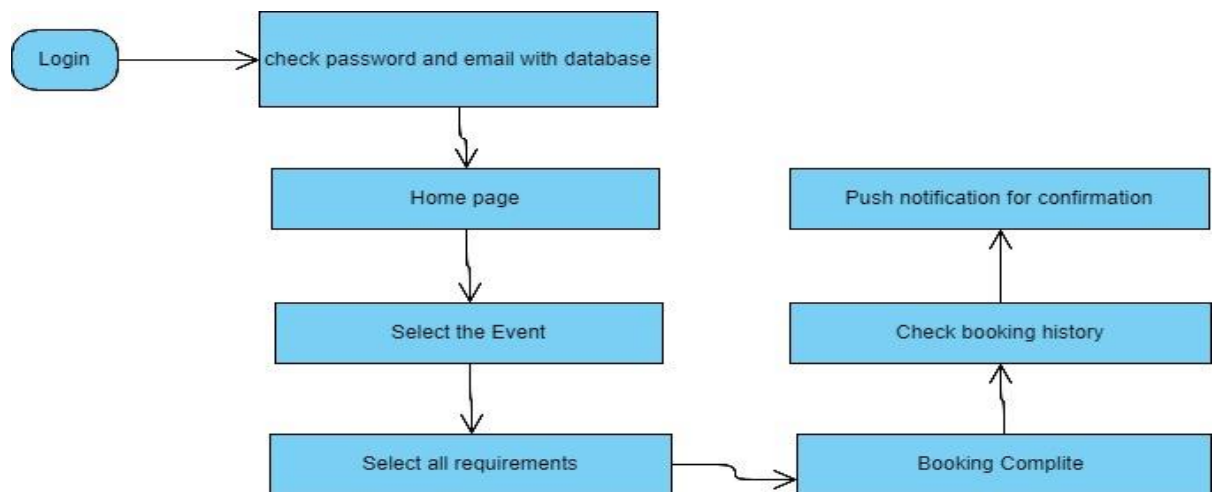 Login
check password and email with database
Home page
Select the Event
Select all requirements
Booking Complite
Check booking history
Push notification for confirmation